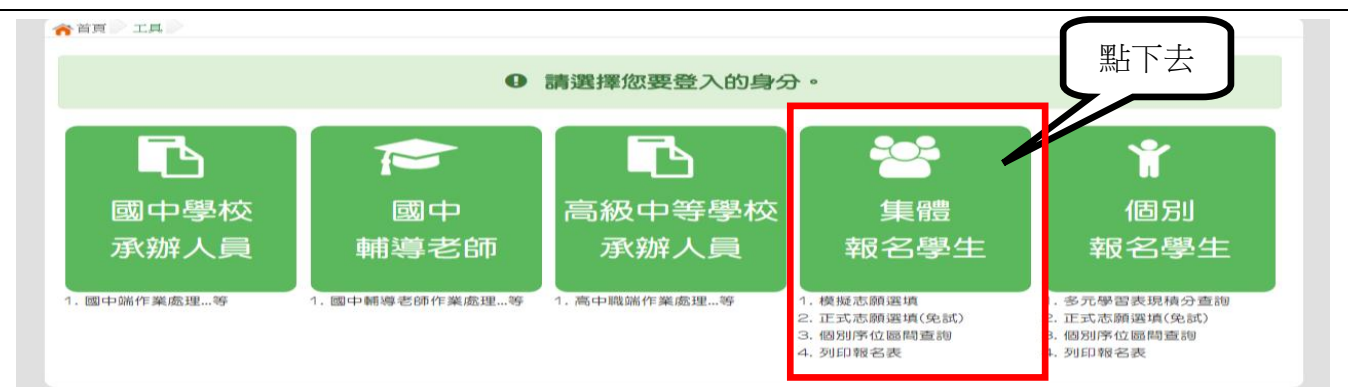 首頁 工具
點下去
請選擇您要登入的身分。
國中學校
承辦人員
1. 國中端作業處理...等
國中
輔導老師
1. 國中輔導老師作業處理...等
高級中等學校
承辦人員
1. 高中職端作業處理...等
集體
報名學生
1. 模擬志願選填
2. 正式志願選填(免試)
3. 個別序位區間查詢
4. 列印報名表
個別
報名學生
1. 多元學習表現積分查詢
2. 正式志願選填(免試)
3. 個別序位區間查詢
4. 列印報名表